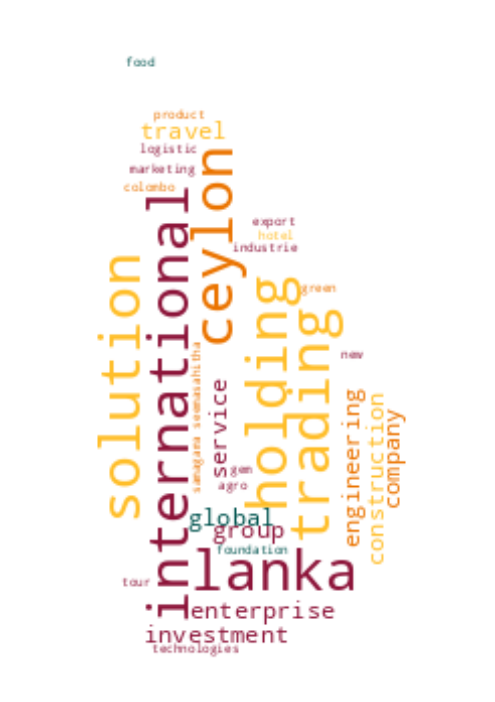 food
product
travel
logistic
marketing
colombo
ceylon
international
export
hotel
industrie
solution
holding
green
trading
samagara seemasahitha
new
service
engineering
construction
company
gem
agro
global
group
foundation
lanka
tour
enterprise
investment
technologies